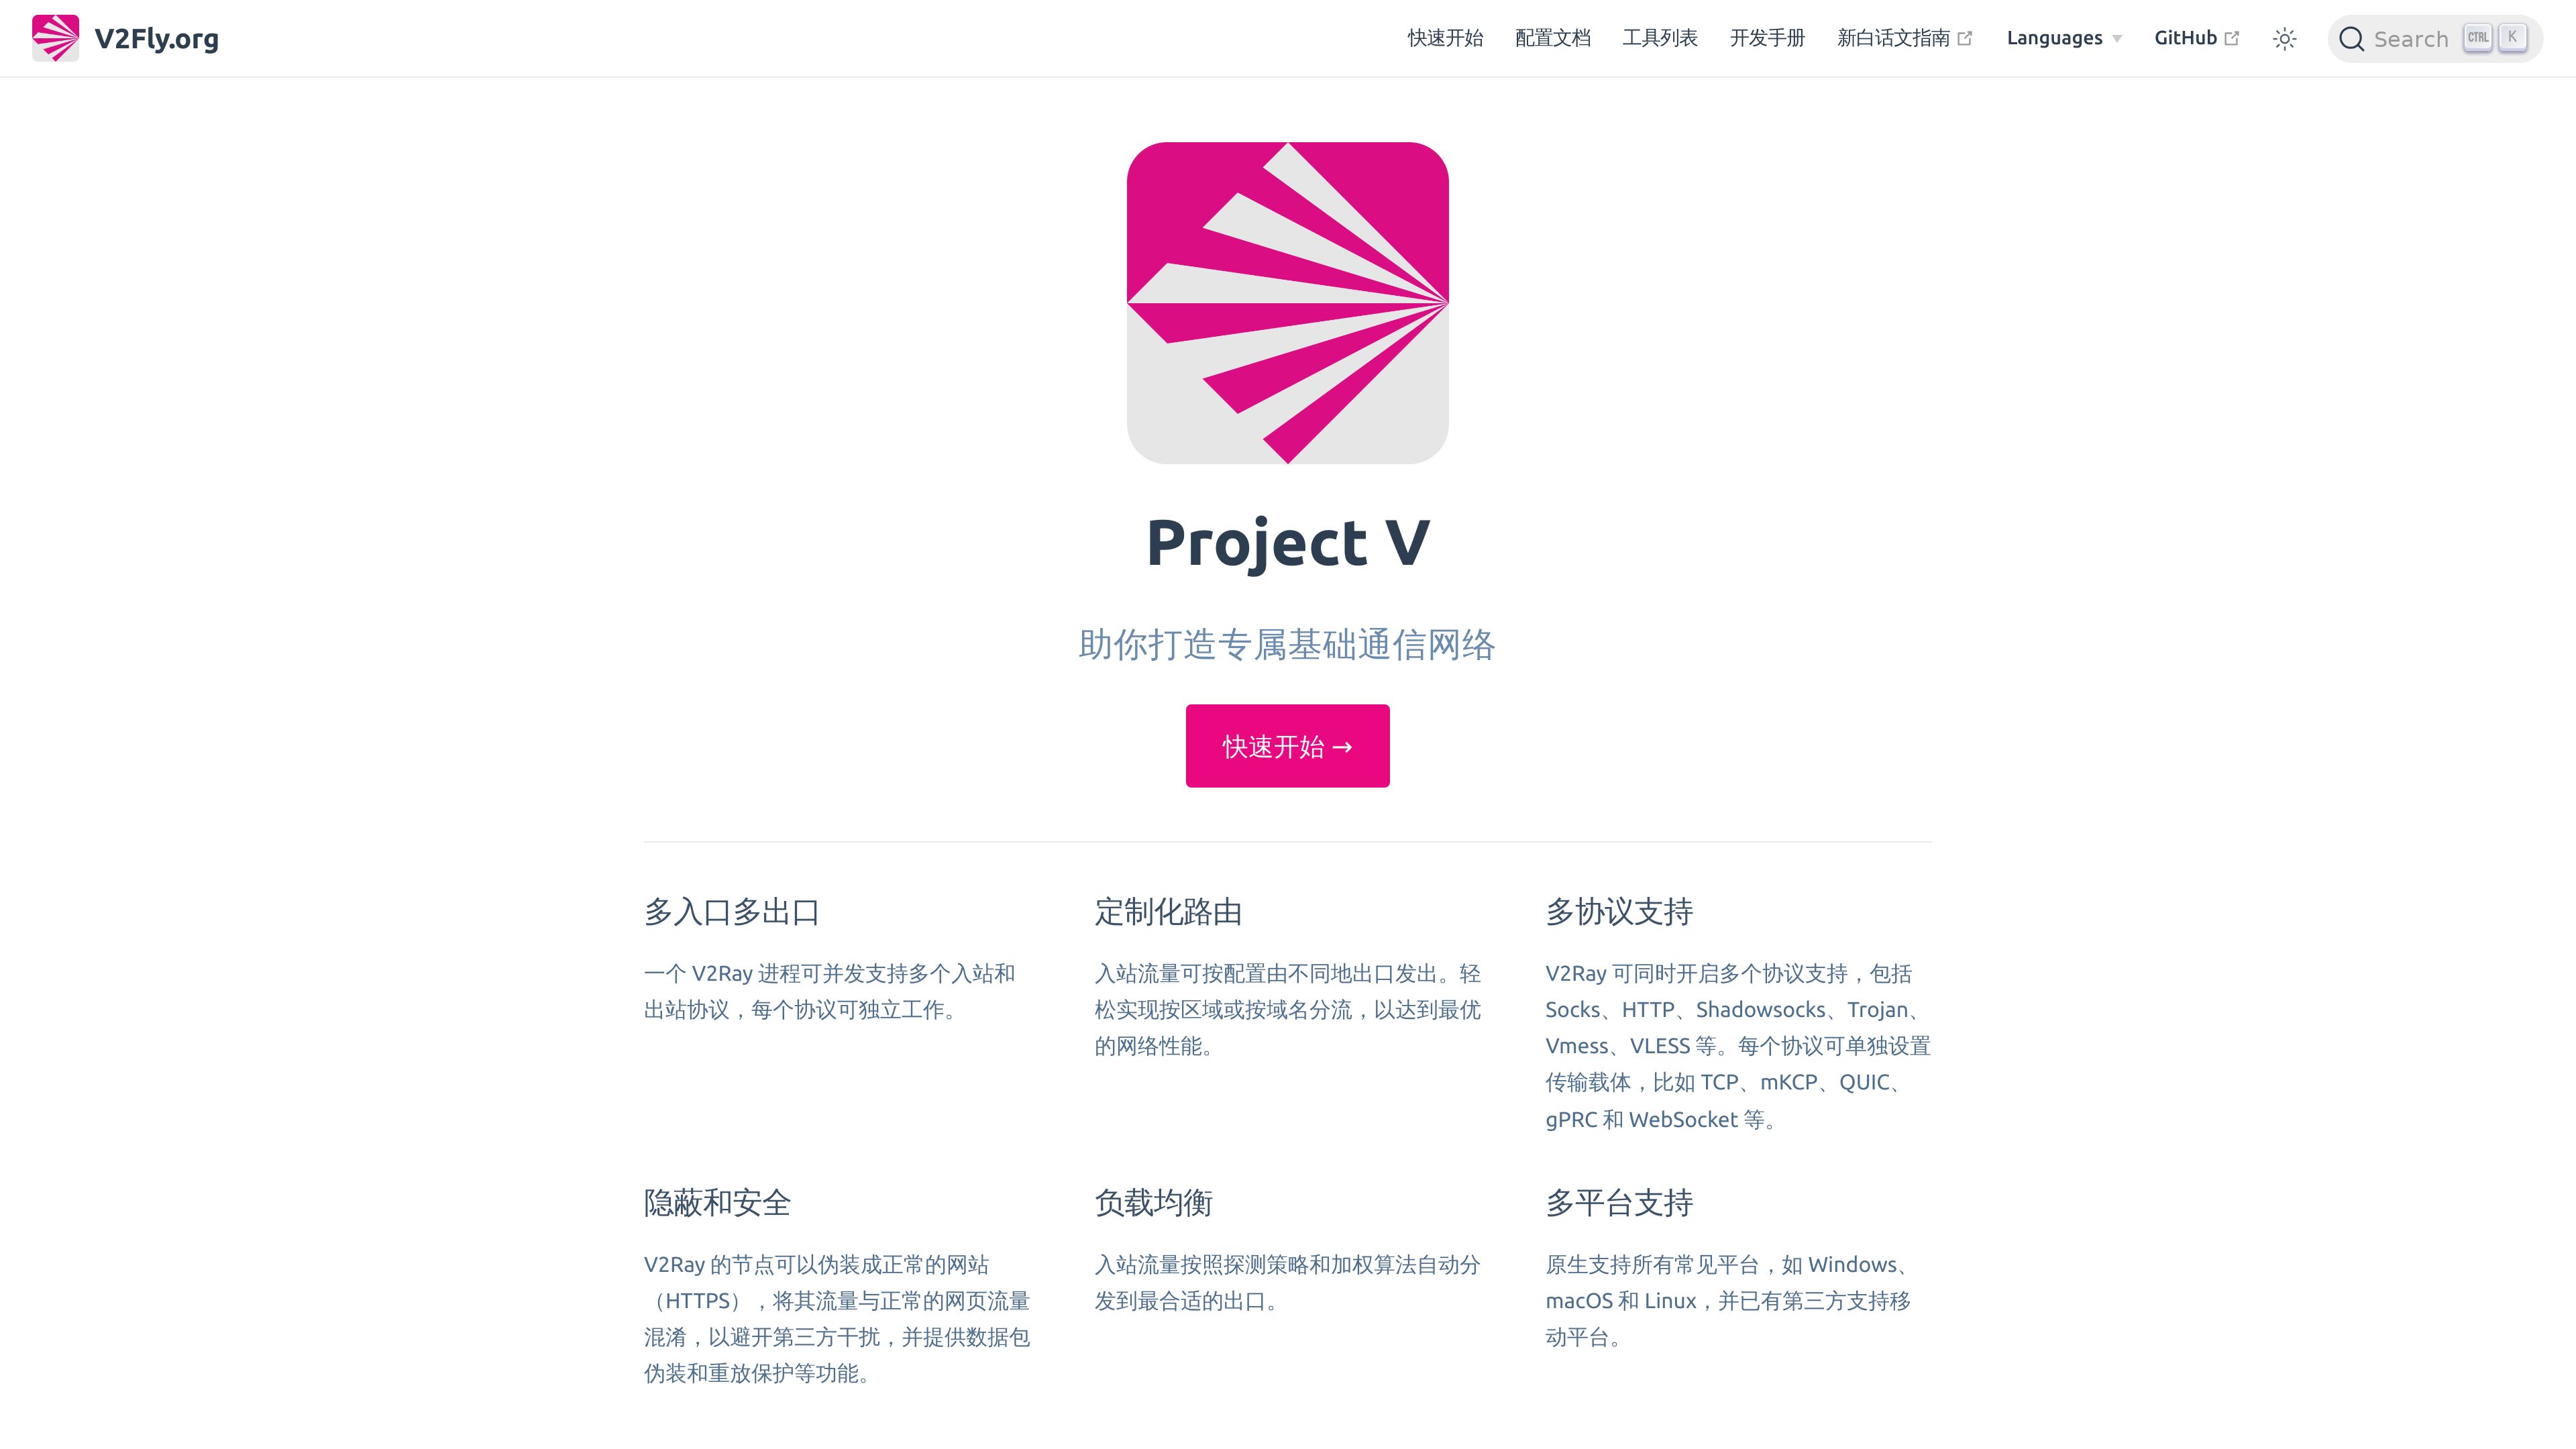 V2Fly.org
快速开始 配置文档 工具列表 开发手册 新白话文指南 Languages GitHub Search CTRL K
Project V
助你打造专属基础通信网络
快速开始 →
多入口多出口
一个 V2Ray 进程可并发支持多个入站和
出站协议，每个协议可独立工作。
定制化路由
入站流量可按配置由不同地出口发出。轻
松实现按区域或按域名分流，以达到最优
的网络性能。
多协议支持
V2Ray 可同时开启多个协议支持，包括
Socks、HTTP、Shadowsocks、Trojan、
Vmess、VLESS 等。每个协议可单独设置
传输载体，比如 TCP、mKCP、QUIC、
gPRC 和 WebSocket 等。
隐蔽和安全
V2Ray 的节点可以伪装成正常的网站
（HTTPS），将其流量与正常的网页流量
混淆，以避开第三方干扰，并提供数据包
伪装和重放保护等功能。
负载均衡
入站流量按照探测策略和加权算法自动分
发到最合适的出口。
多平台支持
原生支持所有常见平台，如 Windows、
macOS 和 Linux，并已有第三方支持移
动平台。